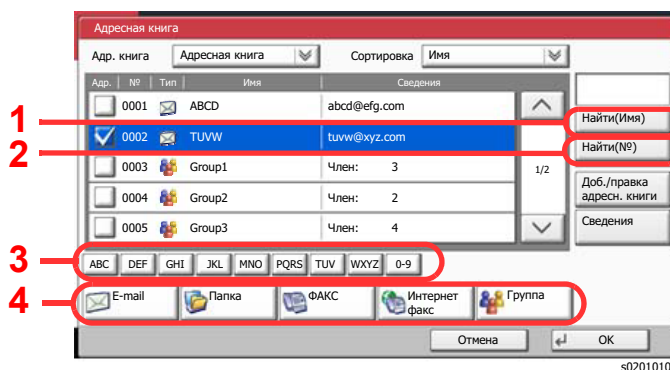 Адресная книга
Адр. книга Адресная книга Сортировка Имя
Адр. № Тип Имя Сведения
0001 ABCD abcd@efg.com
1 Найти(Имя)
0002 TUVW tuvw@xyz.com
2 Найти(№)
0003 Group1 Член: 3 1/2
Доб./правка
адресн. книги
0004 Group2 Член: 2
Сведения
0005 Group3 Член: 4
3 ABC DEF GHI JKL MNO PQRS TUV WXYZ 0-9
4 E-mail Папка ФАКС Интернет
факс Группа
Отмена OK
s0201010